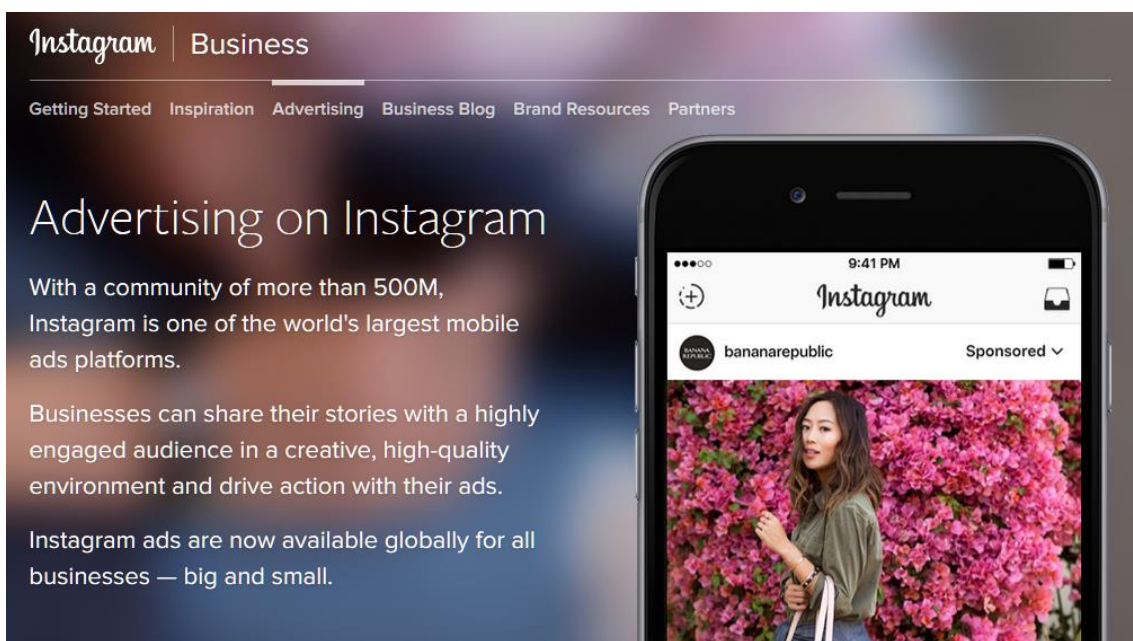 Instagram | Business
Getting Started Inspiration Advertising Business Blog Brand Resources Partners
Advertising on Instagram
With a community of more than 500M,
Instagram is one of the world's largest mobile
ads platforms.
Businesses can share their stories with a highly
engaged audience in a creative, high-quality
environment and drive action with their ads.
Instagram ads are now available globally for all
businesses — big and small.
9:41 PM
Instagram
BANANA
REPUBLIC
bananarepublic Sponsored